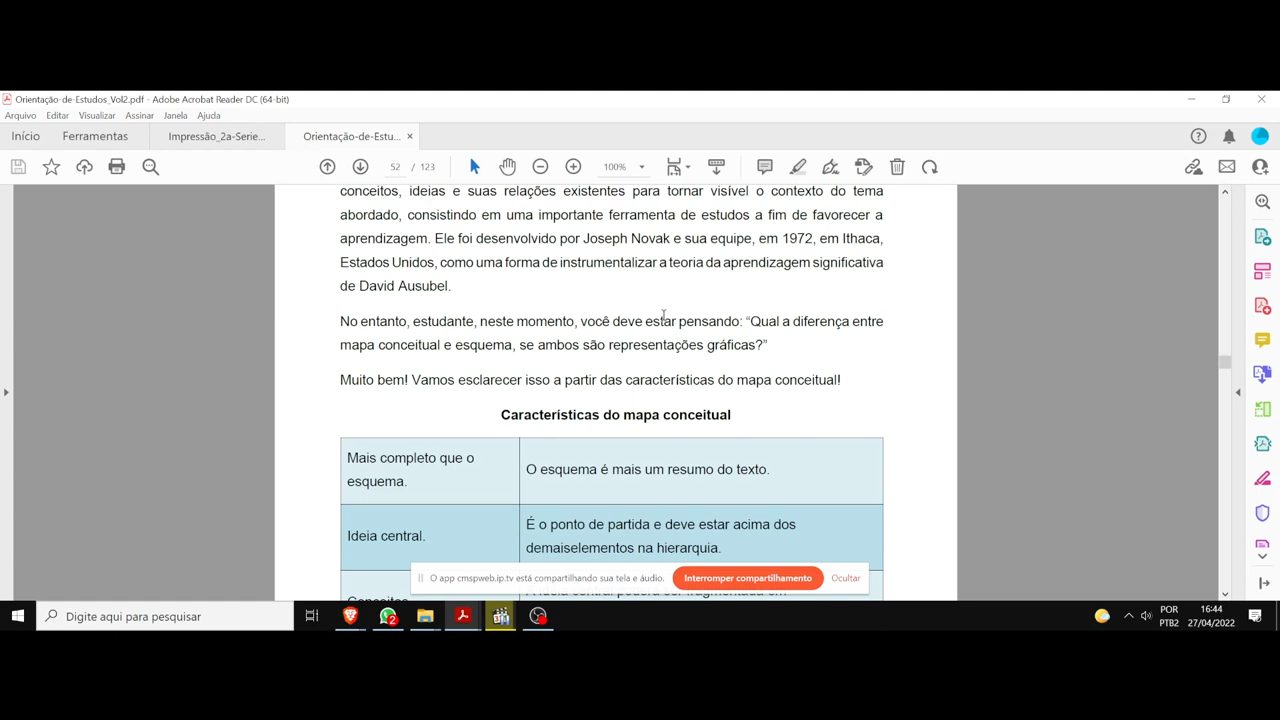 Orientação-de-Estudos_Vol2.pdf - Adobe Acrobat Reader DC (64-bit)
Arquivo Editar Visualizar Assinar Janela Ajuda
Início Ferramentas Impressão_2a-Serie... Orientação-de-Estu... ×
52 / 123 100%
conceitos, ideias e suas relações existentes para tornar visível o contexto do tema
abordado, consistindo em uma importante ferramenta de estudos a fim de favorecer a
aprendizagem. Ele foi desenvolvido por Joseph Novak e sua equipe, em 1972, em Ithaca,
Estados Unidos, como uma forma de instrumentalizar a teoria da aprendizagem significativa
de David Ausubel.
No entanto, estudante, neste momento, você deve estar pensando: “Qual a diferença entre
mapa conceitual e esquema, se ambos são representações gráficas?”
Muito bem! Vamos esclarecer isso a partir das características do mapa conceitual!
Características do mapa conceitual
Mais completo que o
esquema.
O esquema é mais um resumo do texto.
Ideia central.
É o ponto de partida e deve estar acima dos
demaiselementos na hierarquia.
O app cmspweb.ip.tv está compartilhando sua tela e áudio. Interromper compartilhamento Ocultar
Digite aqui para pesquisar
2
POR
PTB2
16:44
27/04/2022